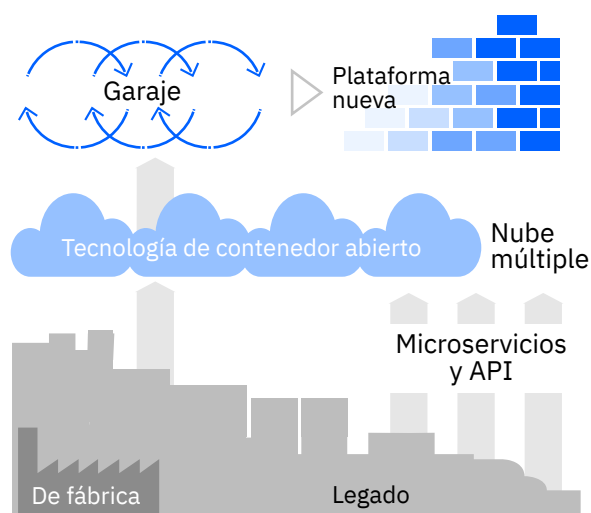 Garaje
Plataforma
nueva
Tecnología de contenedor abierto
Nube
múltiple
Microservicios
y API
De fábrica
Legado